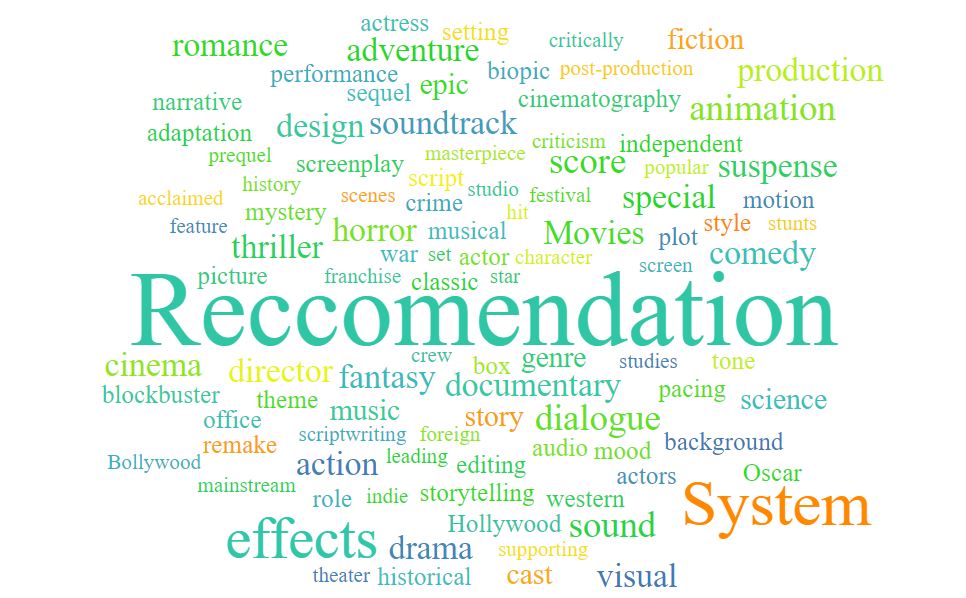 actress
setting
critically
fiction
romance
adventure
performance
biopic
post-production
production
sequel
epic
narrative
cinematography
animation
adaptation
design
soundtrack
criticism
independent
prequel
screenplay
masterpiece
score
popular
suspense
history
script
studio
acclaimed
scenes
crime
festival
special
motion
mystery
hit
feature
horror
musical
Movies
plot
style
stunts
thriller
war
set
actor
character
screen
comedy
picture
franchise
classic
star
Reccomendation
cinema
director
fantasy
crew
box
genre
studies
tone
blockbuster
theme
documentary
pacing
science
office
music
story
dialogue
remake
scriptwriting
foreign
audio
mood
background
Bollywood
action
leading
editing
actors
Oscar
mainstream
role
indie
storytelling
western
System
effects
Hollywood
sound
drama
supporting
theater
historical
cast
visual